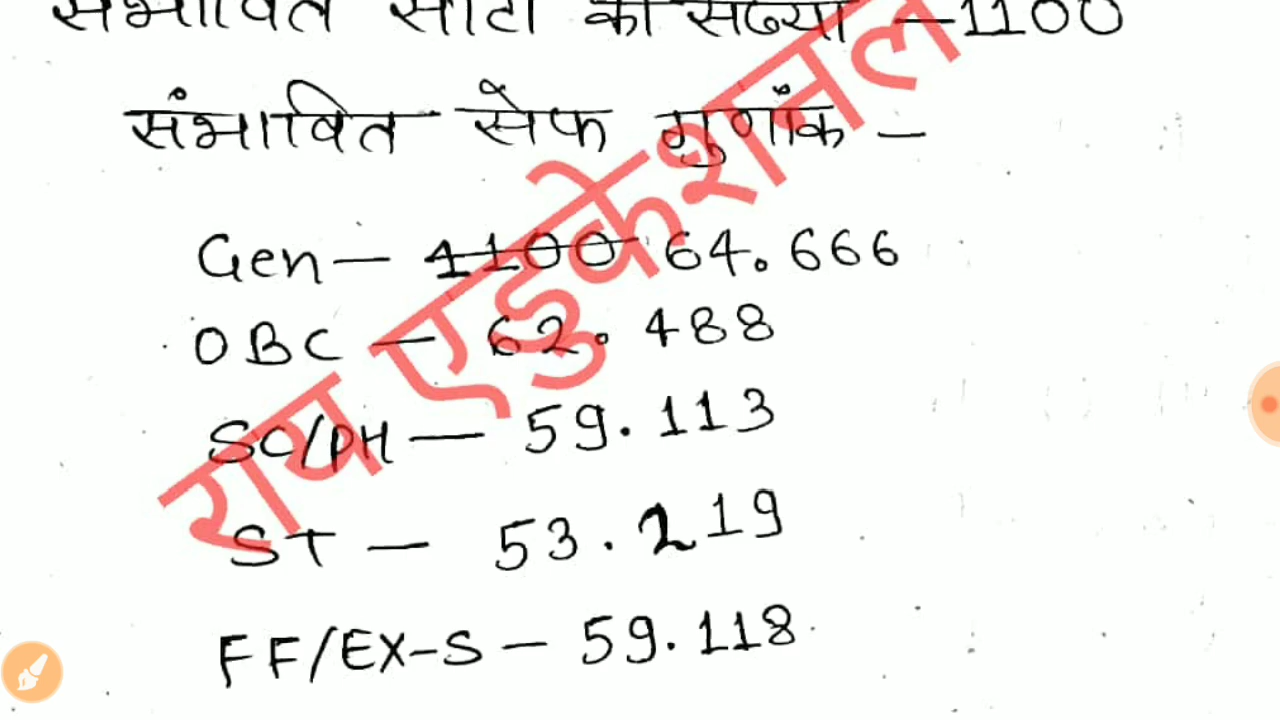 संभावित सीटों की संख्या – 1100
संभावित सेफ गुणांक –
Gen – 1100 64.666
OBC – 62.488
SC/PH – 59.113
ST – 53.219
FF/EX-S – 59.118
राय एडुकेशनल